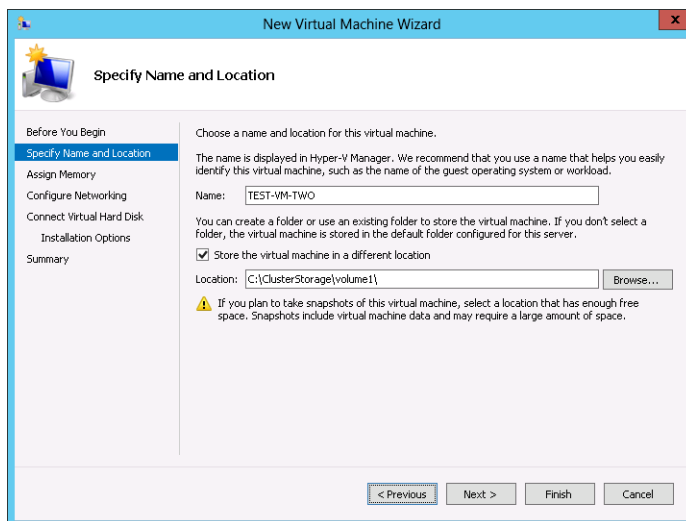 New Virtual Machine Wizard
x
Specify Name and Location
Before You Begin
Specify Name and Location
Assign Memory
Configure Networking
Connect Virtual Hard Disk
Installation Options
Summary
Choose a name and location for this virtual machine.
The name is displayed in Hyper-V Manager. We recommend that you use a name that helps you easily
identify this virtual machine, such as the name of the guest operating system or workload.
Name: TEST-VM-TWO
You can create a folder or use an existing folder to store the virtual machine. If you don't select a
folder, the virtual machine is stored in the default folder configured for this server.
Store the virtual machine in a different location
Location: C:\ClusterStorage\volume1\ Browse...
If you plan to take snapshots of this virtual machine, select a location that has enough free
space. Snapshots include virtual machine data and may require a large amount of space.
< Previous Next > Finish Cancel